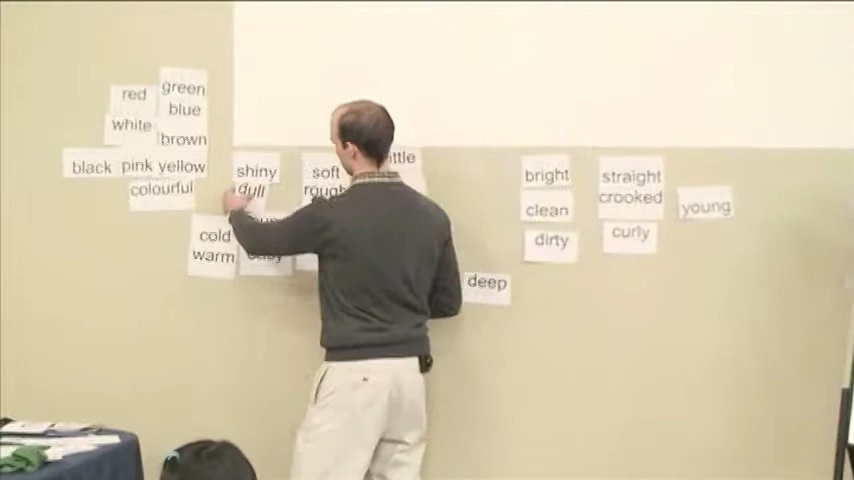 red
green
blue
white
brown
black
pink
yellow
colourful
shiny
dull
cold
warm
soft
rough
deep
bright
clean
dirty
straight
crooked
curly
young